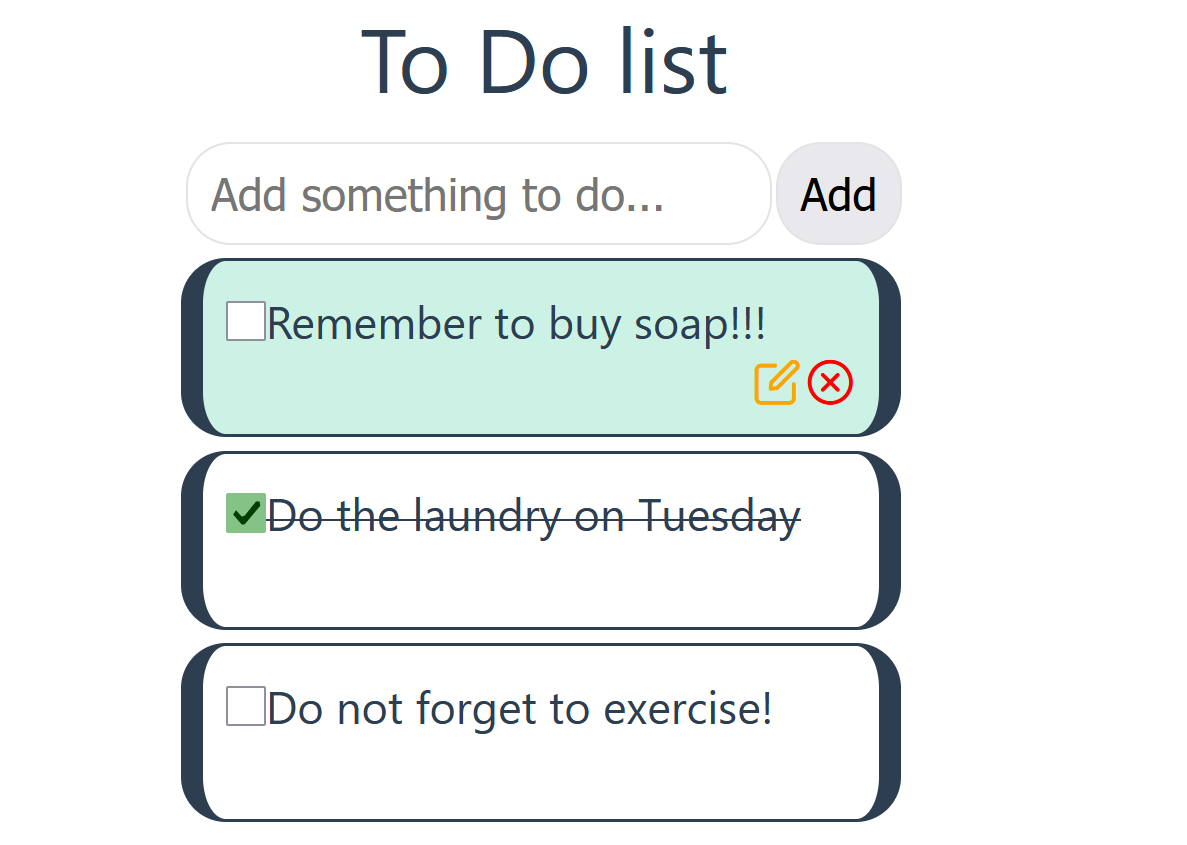 To Do list
Add something to do...
Add
Remember to buy soap!!!
Do the laundry on Tuesday
Do not forget to exercise!